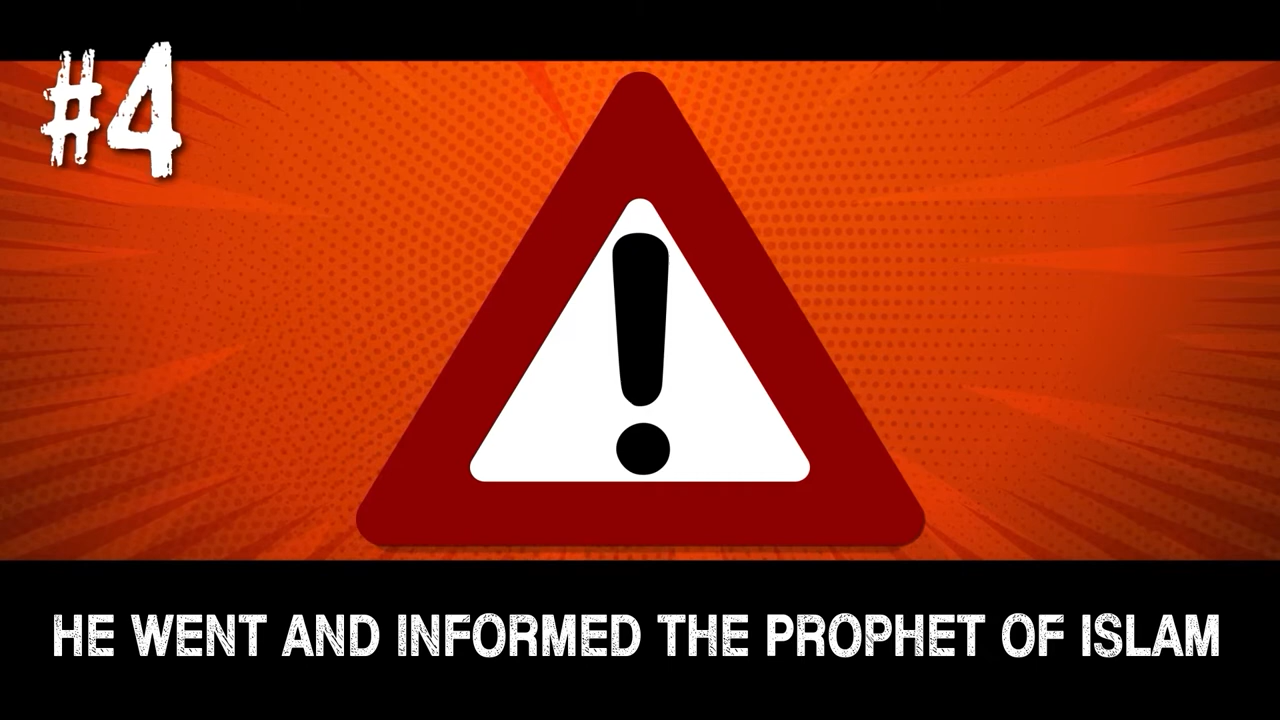 #4
!
HE WENT AND INFORMED THE PROPHET OF ISLAM